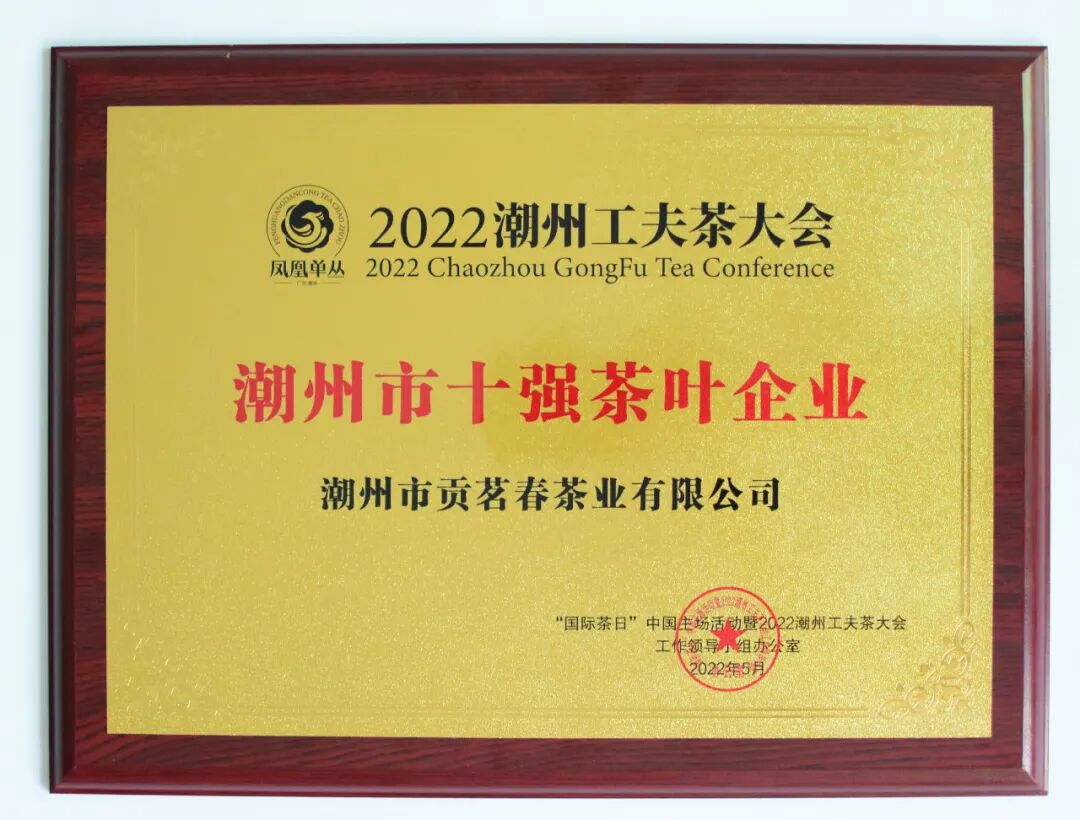 FENGHUANGDANCONG TEA CHAO ZHOU
凤凰单丛
2022潮州工夫茶大会
2022 Chaozhou GongFu Tea Conference
潮州市十强茶叶企业
潮州市贡茗春茶业有限公司
“国际茶日”中国主场活动暨2022潮州工夫茶大会
工作领导小组办公室
2022年5月